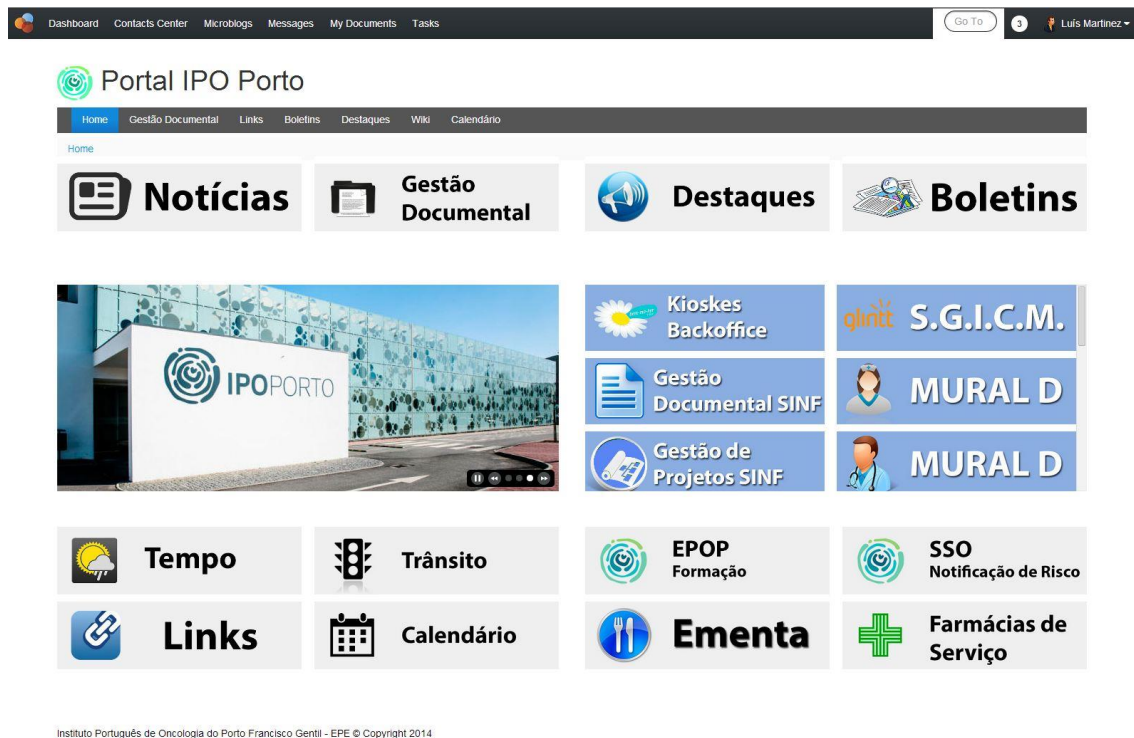 Dashboard Contacts Center Microblogs Messages My Documents Tasks Go To 3 Luís Martinez
Portal IPO Porto
Home Gestão Documental Links Boletins Destaques Wiki Calendário
Home
Notícias
Gestão
Documental
Destaques
Boletins
IPOPORTO
Kioskes
Backoffice
glintt S.G.I.C.M.
Gestão
Documental SINF
MURAL D
Gestão de
Projetos SINF
MURAL D
Tempo
Trânsito
EPOP
Formação
SSO
Notificação de Risco
Links
Calendário
Ementa
Farmácias de
Serviço
Instituto Português de Oncologia do Porto Francisco Gentil - EPE © Copyright 2014